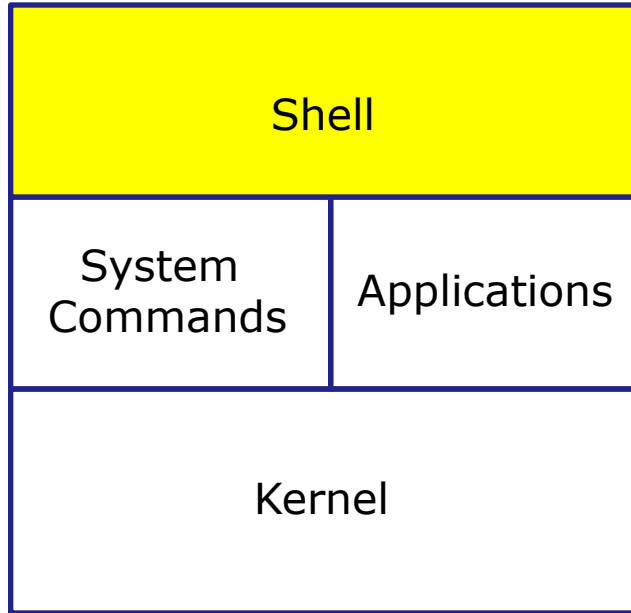 Shell
System
Commands
Applications
Kernel